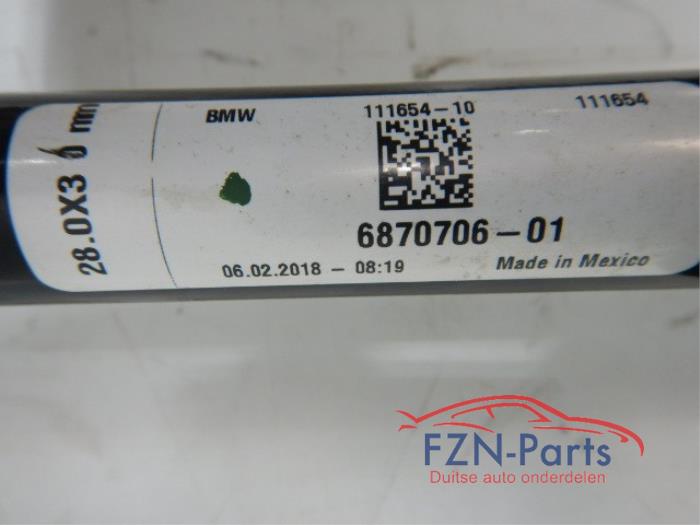 28.0X3 mm
BMW
111654-10
111654
6870706-01
06.02.2018 - 08:19
Made in Mexico
FZN-Parts
Duitse auto onderdelen